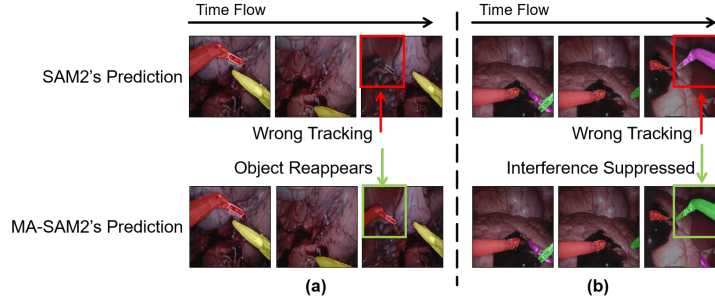 Time Flow
Time Flow
SAM2's Prediction
Wrong Tracking
Wrong Tracking
Object Reappears
Interference Suppressed
MA-SAM2's Prediction
(a)
(b)